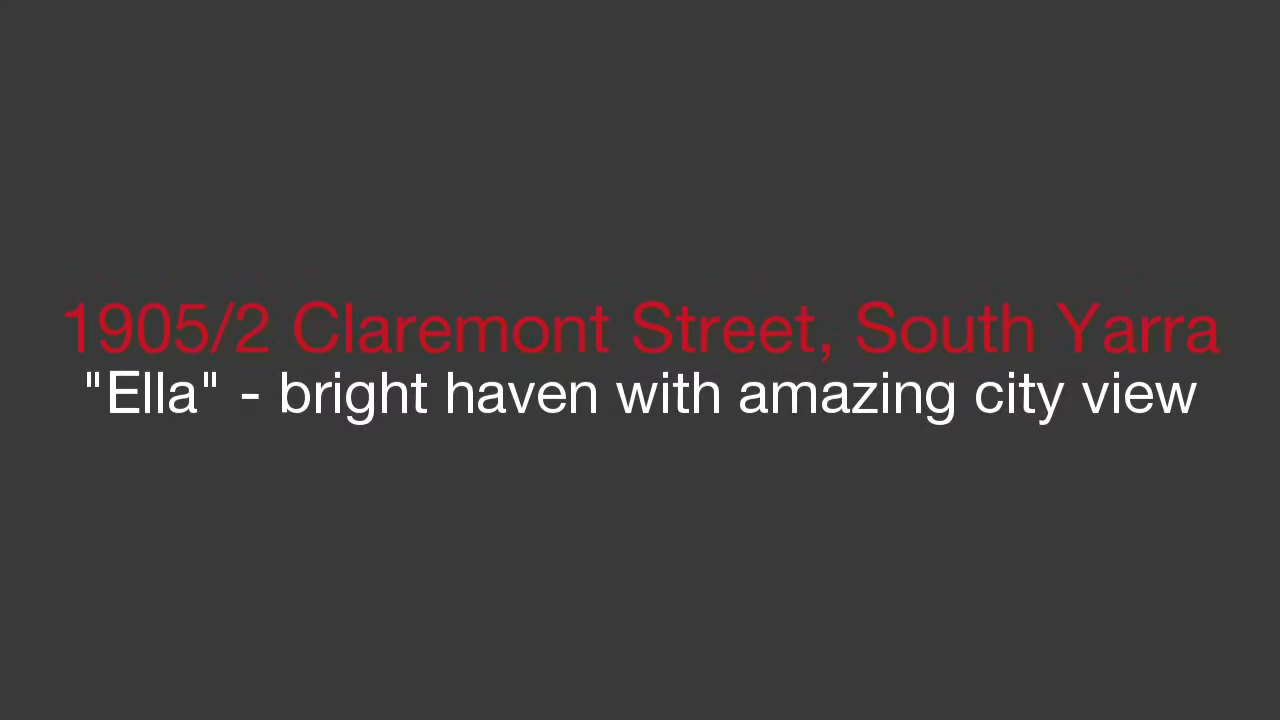 1905/2 Claremont Street, South Yarra
"Ella" - bright haven with amazing city view